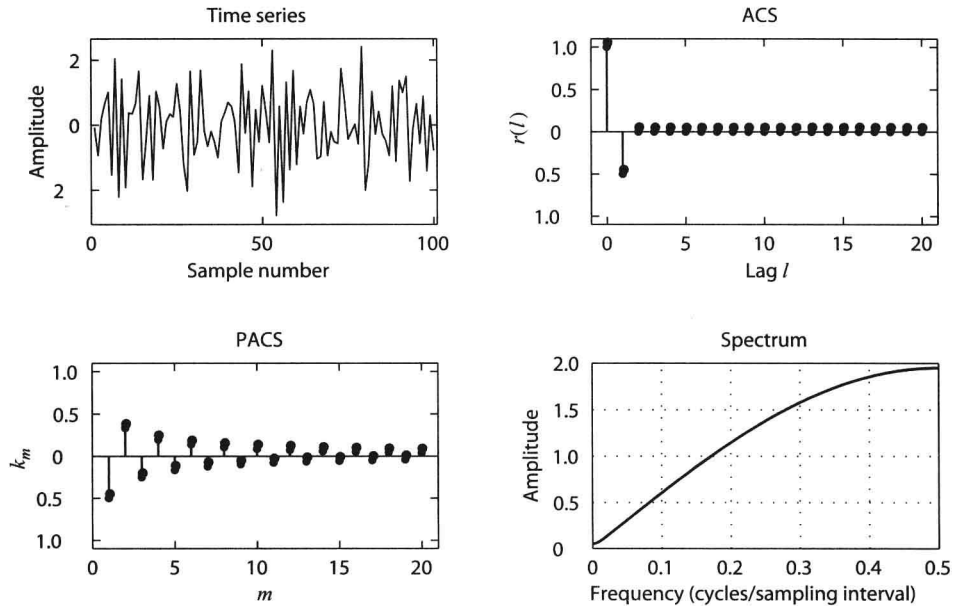 Time series
2
0
2
Amplitude
0 50 100
Sample number
ACS
1.0
0.5
0
0.5
1.0
r(l)
0 5 10 15 20
Lag l
PACS
1.0
0.5
0
0.5
1.0
k_m
0 5 10 15 20
m
Spectrum
2.0
1.5
1.0
0.5
0
Amplitude
0 0.1 0.2 0.3 0.4 0.5
Frequency (cycles/sampling interval)